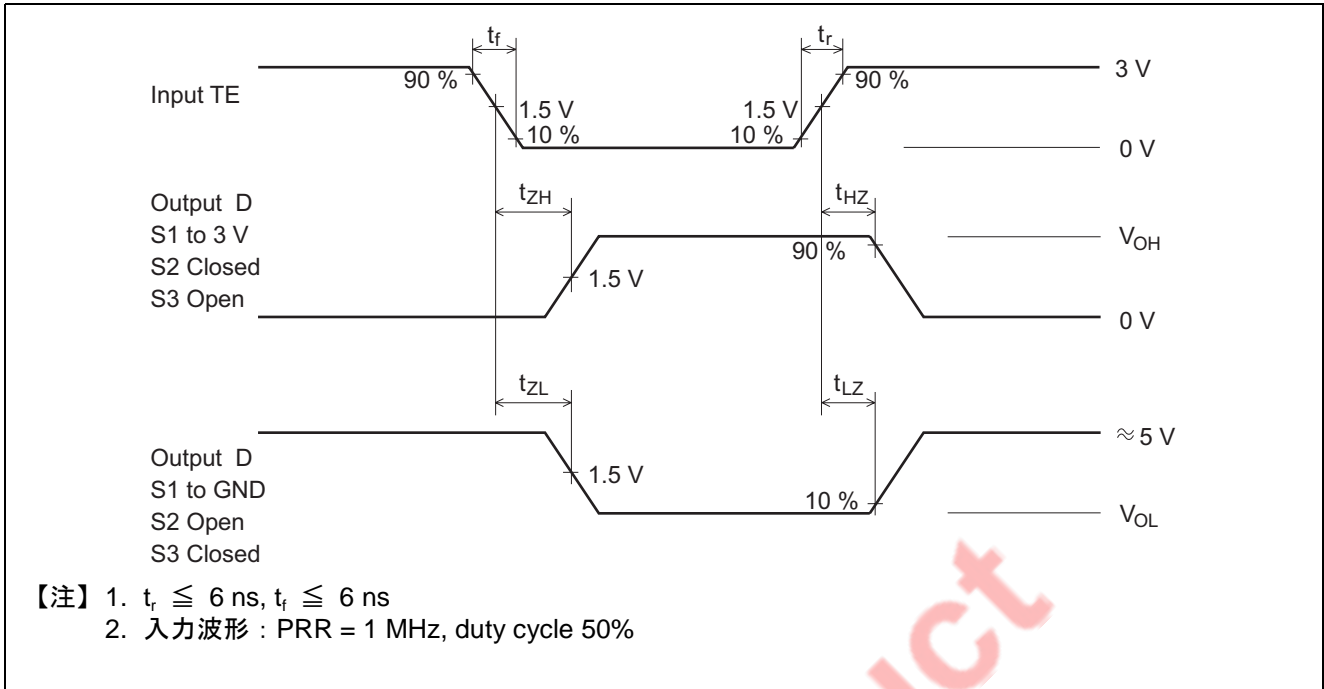 tf
tr
90 %
90 %
3 V
Input TE
1.5 V
1.5 V
10 %
10 %
0 V
tZH
tHZ
Output D
S1 to 3 V
S2 Closed
S3 Open
VOH
90 %
1.5 V
0 V
tZL
tLZ
≈ 5 V
Output D
S1 to GND
S2 Open
S3 Closed
1.5 V
10 %
VOL
【注】 1. tr ≦ 6 ns, tf ≦ 6 ns
2. 入力波形 : PRR = 1 MHz, duty cycle 50%
uct